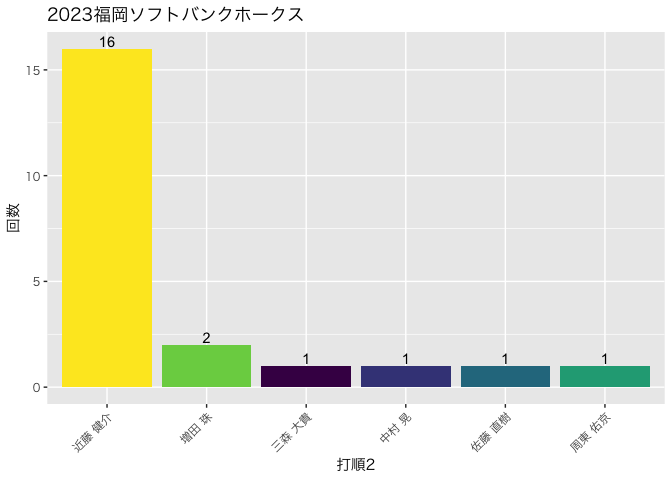 2023福岡ソフトバンクホークス
回数
15
10
5
0
16
2
1
1
1
1
近藤 健介
増田 珠
三森 大貴
中村 晃
佐藤 直樹
周東 佑京
打順2